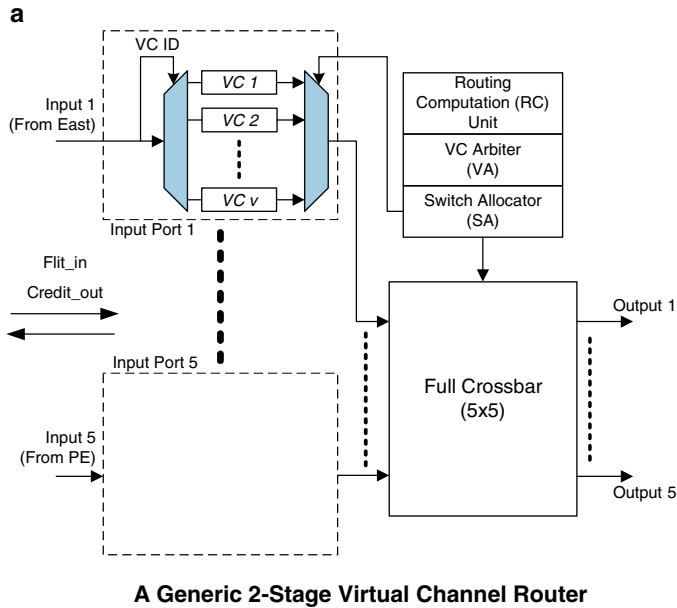 a
VC ID
VC 1
Input 1
(From East)
VC 2
VC v
Input Port 1
Routing
Computation (RC)
Unit
VC Arbiter
(VA)
Switch Allocator
(SA)
Flit_in
Credit_out
Input Port 5
Input 5
(From PE)
Full Crossbar
(5x5)
Output 1
Output 5
A Generic 2-Stage Virtual Channel Router